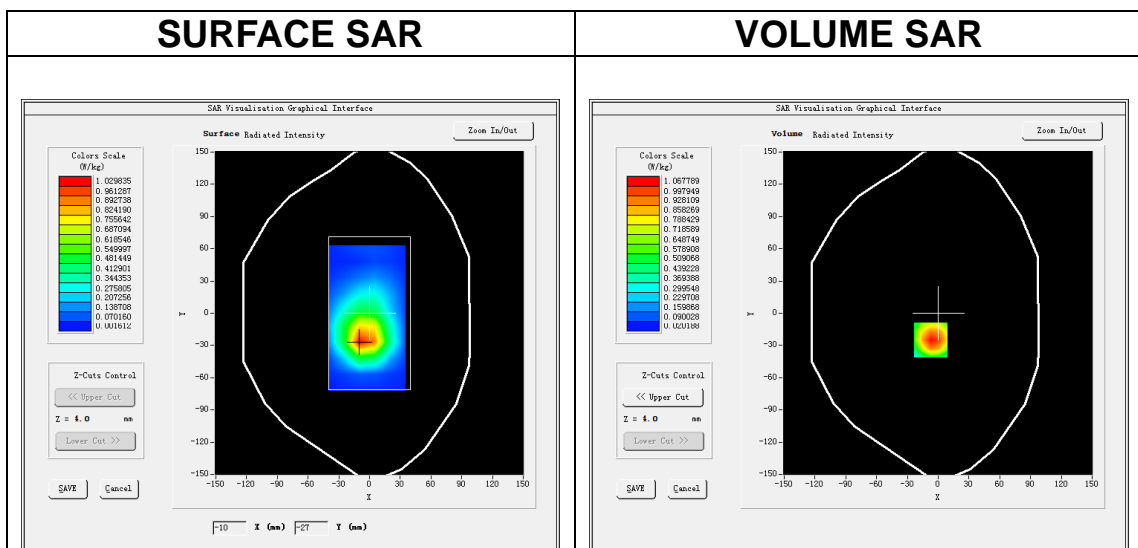 SURFACE SAR
VOLUME SAR
SAR Visualisation Graphical Interface
Surface Radiated Intensity
Zoom In/Out
Colors Scale
(W/kg)
1.029835
0.961287
0.892738
0.824190
0.755642
0.687094
0.618546
0.549997
0.481449
0.412901
0.344353
0.275805
0.207256
0.138708
0.070160
0.001612
Z-Cuts Control
<< Upper Cut
Z = 4.0 mm
Lower Cut >>
SAVE Cancel
150
120
90
60
30
0
-30
-60
-90
-120
-150
Y
-150 -120 -90 -60 -30 0 30 60 90 120 150
X
-10 X (mm) -27 Y (mm)
SAR Visualisation Graphical Interface
Volume Radiated Intensity
Zoom In/Out
Colors Scale
(W/kg)
1.067789
0.997949
0.928109
0.858269
0.788429
0.718589
0.648749
0.578908
0.509068
0.439228
0.369388
0.299548
0.229708
0.159868
0.090028
0.020188
Z-Cuts Control
<< Upper Cut
Z = 4.0 mm
Lower Cut >>
SAVE Cancel
150
120
90
60
30
0
-30
-60
-90
-120
-150
Y
-150 -120 -90 -60 -30 0 30 60 90 120 150
X